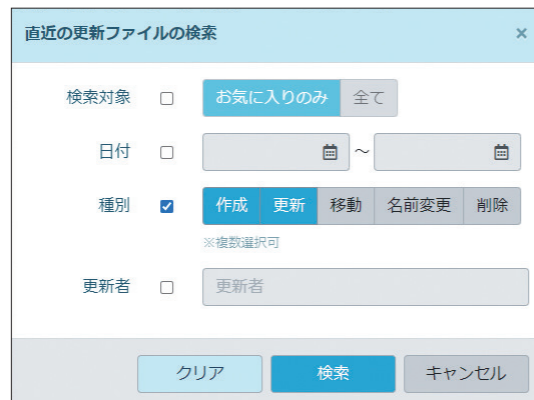 直近の更新ファイルの検索 ×
検索対象 お気に入りのみ 全て
日付 ～
種別 作成 更新 移動 名前変更 削除
※複数選択可
更新者 更新者
クリア 検索 キャンセル